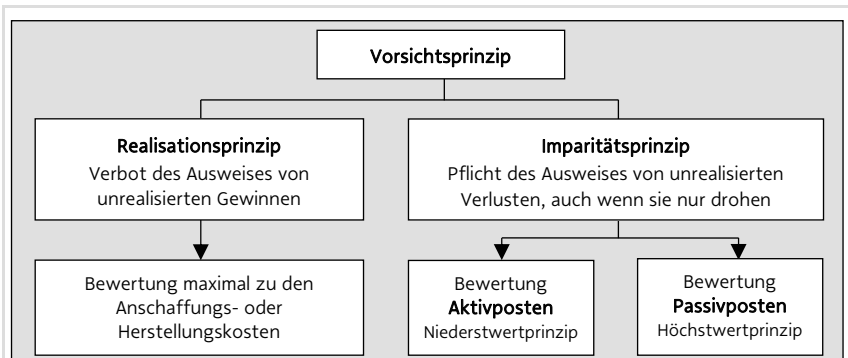 Vorsichtsprinzip
Realisationsprinzip
Verbot des Ausweises von
unrealisierten Gewinnen
Imparitätsprinzip
Pflicht des Ausweises von unrealisierten
Verlusten, auch wenn sie nur drohen
Bewertung maximal zu den
Anschaffungs- oder
Herstellungskosten
Bewertung
Aktivposten
Niederstwertprinzip
Bewertung
Passivposten
Höchstwertprinzip